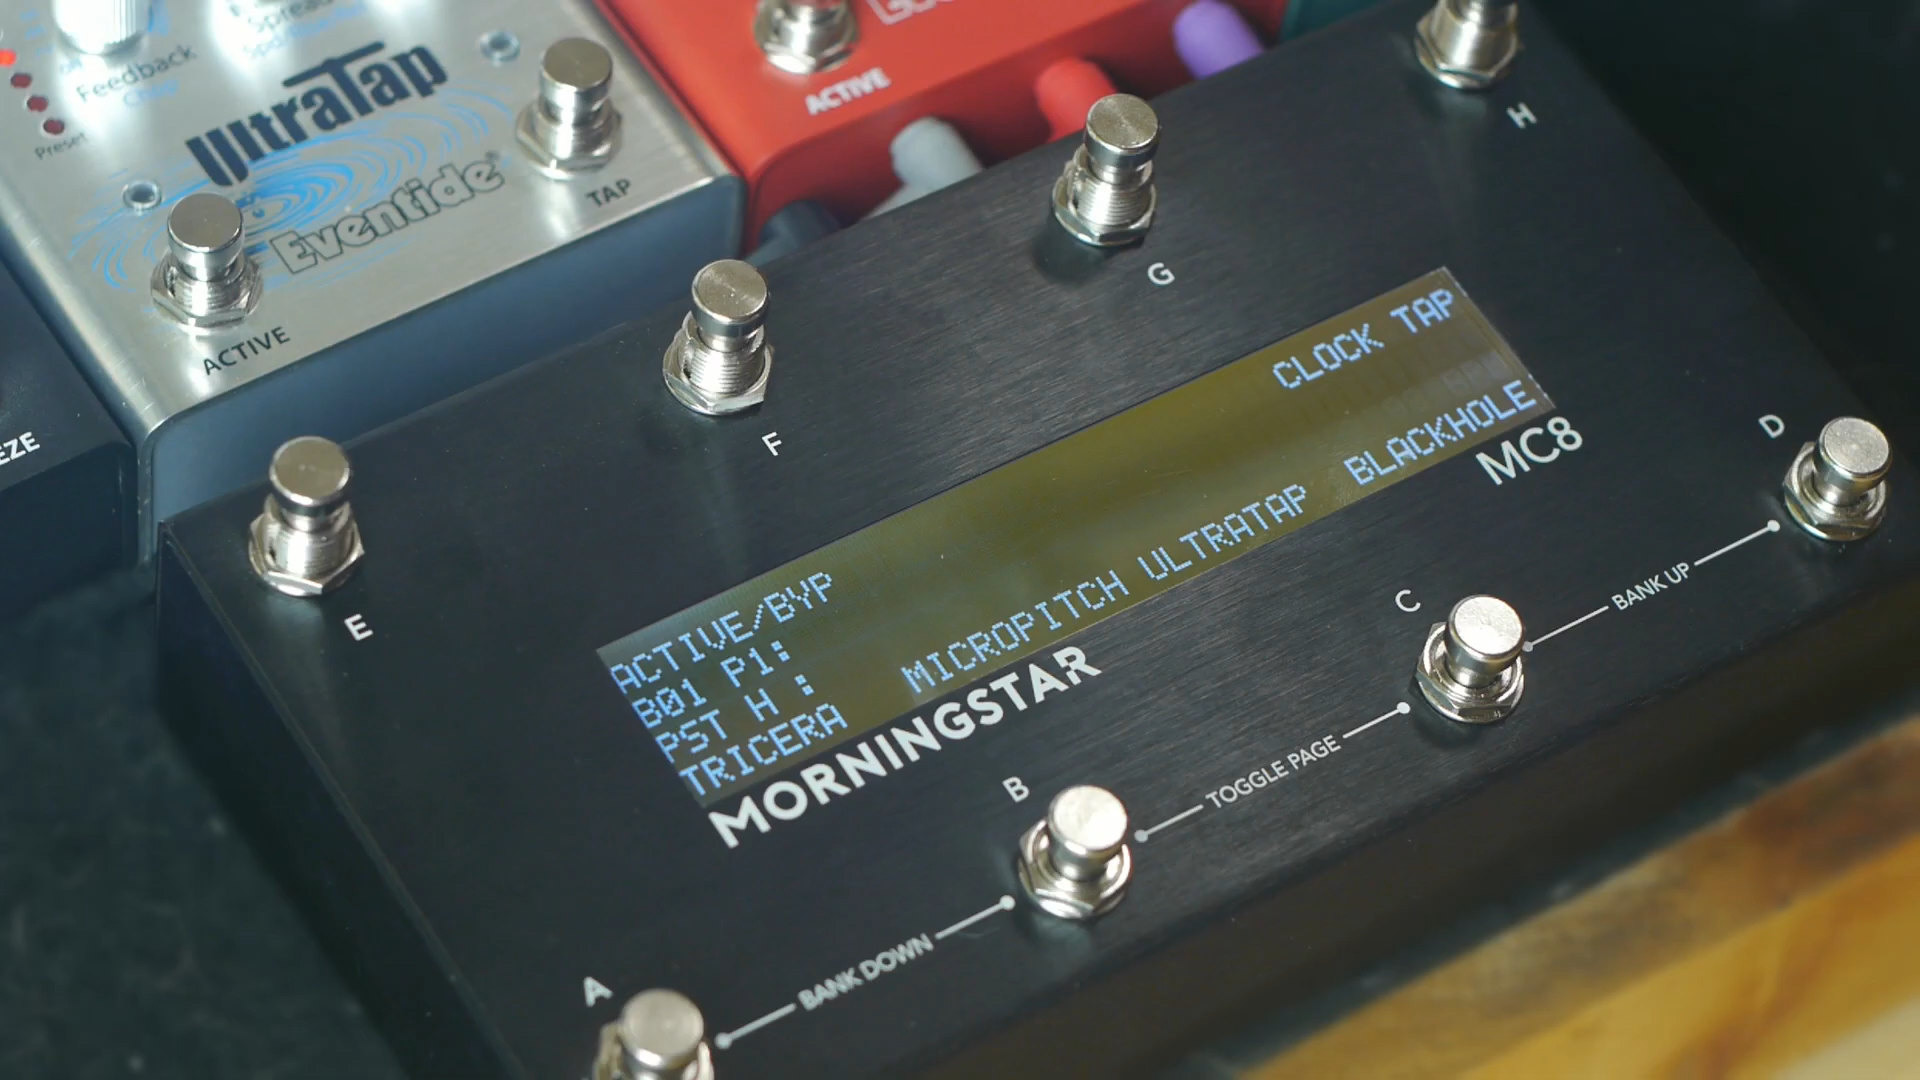 Feedback
Preset
UltraTap
Eventide®
ACTIVE
TAP
ACTIVE
H
G
F
E
CLOCK TAP
ACTIVE/BYP
B01 P1:
PST H :
TRICERA MICROPITCH ULTRATAP BLACKHOLE
MORNINGSTAR
MC8
D
C
B
A
BANK UP
TOGGLE PAGE
BANK DOWN